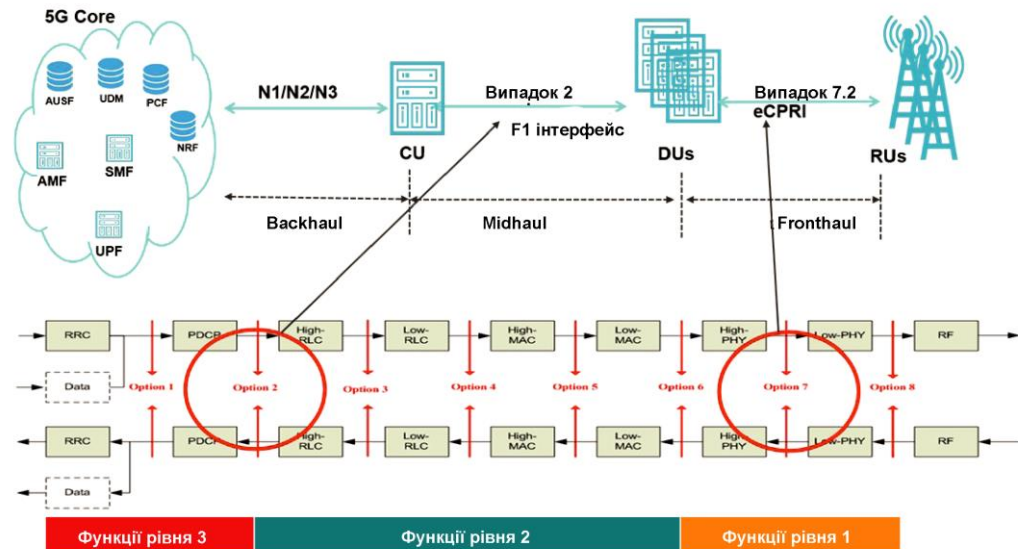 5G Core
AUSF
UDM
PCF
NRF
AMF
SMF
UPF
N1/N2/N3
CU
Випадок 2
F1 інтерфейс
DUs
Випадок 7.2
eCPRI
RUs
Backhaul
Midhaul
Fronthaul
RRC
PDCP
High-
RLC
Low-
RLC
High-
MAC
Low-
MAC
High-
PHY
Low-PHY
RF
Data
Option 1
Option 2
Option 3
Option 4
Option 5
Option 6
Option 7
Option 8
RRC
PDCP
High-
RLC
Low-
RLC
High-
MAC
Low-
MAC
High-
PHY
Low-PHY
RF
Data
Функції рівня 3
Функції рівня 2
Функції рівня 1